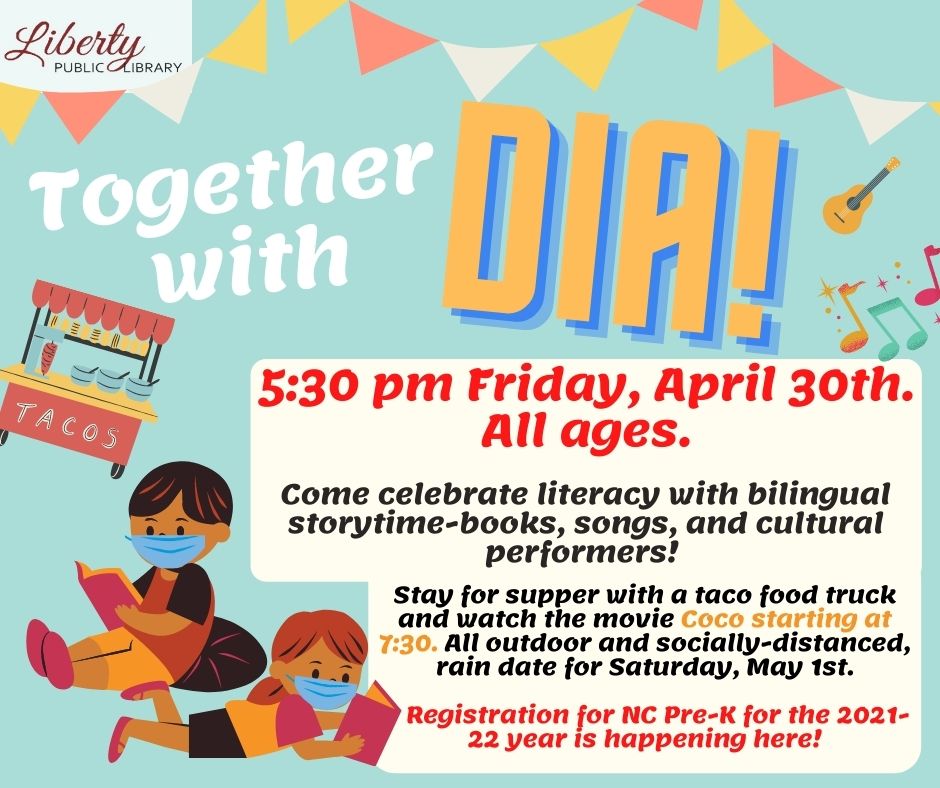 Liberty
PUBLIC LIBRARY
Together
with
DIA!
TACOS
5:30 pm Friday, April 30th.
All ages.
Come celebrate literacy with bilingual
storytime-books, songs, and cultural
performers!
Stay for supper with a taco food truck
and watch the movie Coco starting at
7:30. All outdoor and socially-distanced,
rain date for Saturday, May 1st.
Registration for NC Pre-K for the 2021-
22 year is happening here!